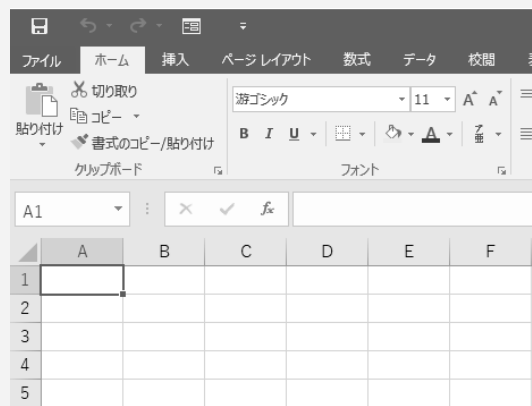 ファイル ホーム 挿入 ページ レイアウト 数式 データ 校閲
切り取り
コピー
貼り付け
書式のコピー/貼り付け
クリップボード
游ゴシック 11 A A
B I U A 亜
フォント
A1 fx
A B C D E F
1
2
3
4
5